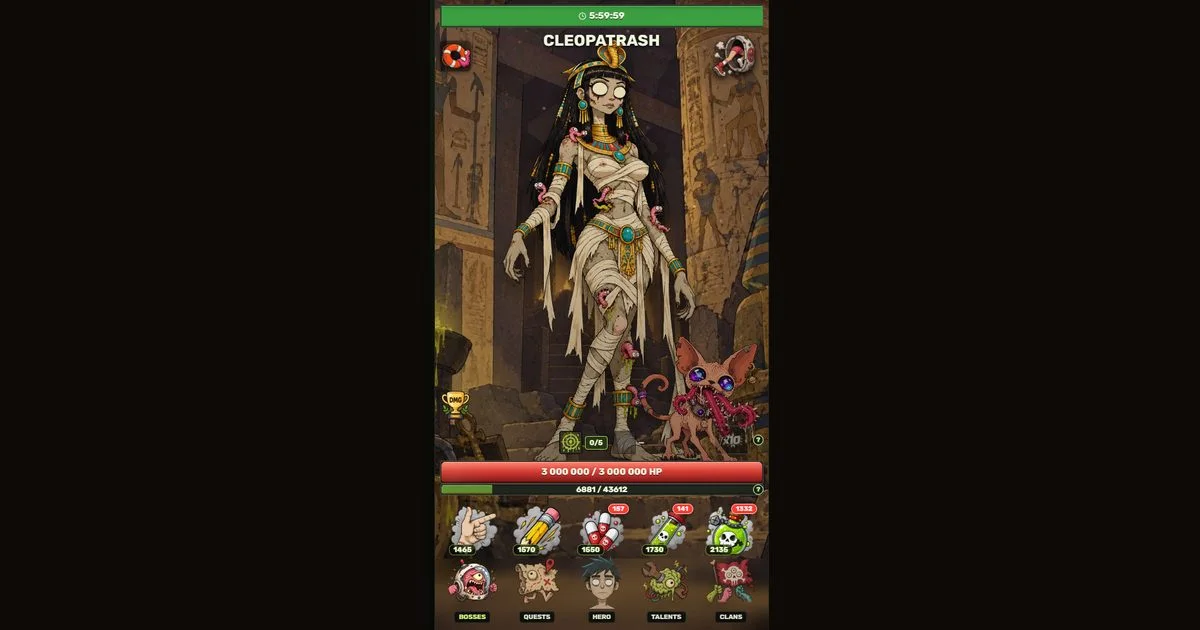 5:59:59
CLEOPATRASH
DMG
0/5
x10
?
3 000 000 / 3 000 000 HP
6881 / 43612
?
157
141
1332
1465
1570
1550
1730
2135
BOSSES
QUESTS
HERO
TALENTS
CLANS